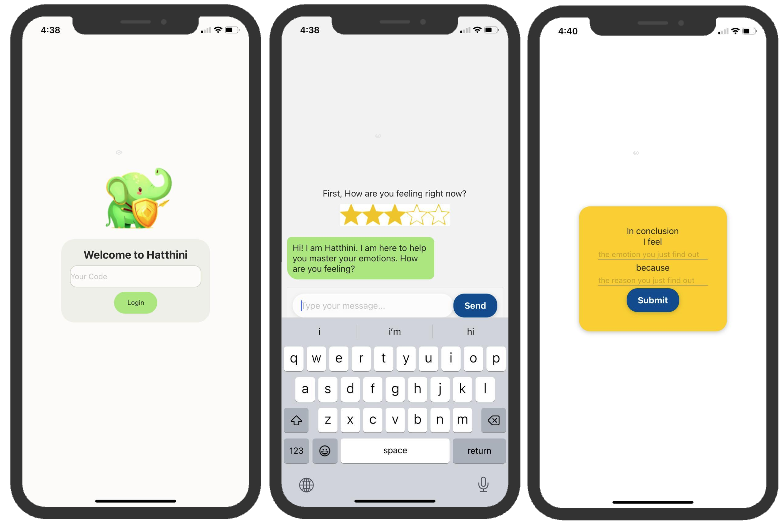 4:38
Welcome to Hatthini
Your Code
Login
4:38
First, How are you feeling right now?
Hi! I am Hatthini. I am here to help
you master your emotions. How
are you feeling?
Type your message...
Send
i
i'm
hi
q w e r t y u i o p
a s d f g h j k l
z x c v b n m
123
space
return
4:40
In conclusion
I feel
the emotion you just find out
because
the reason you just find out
Submit